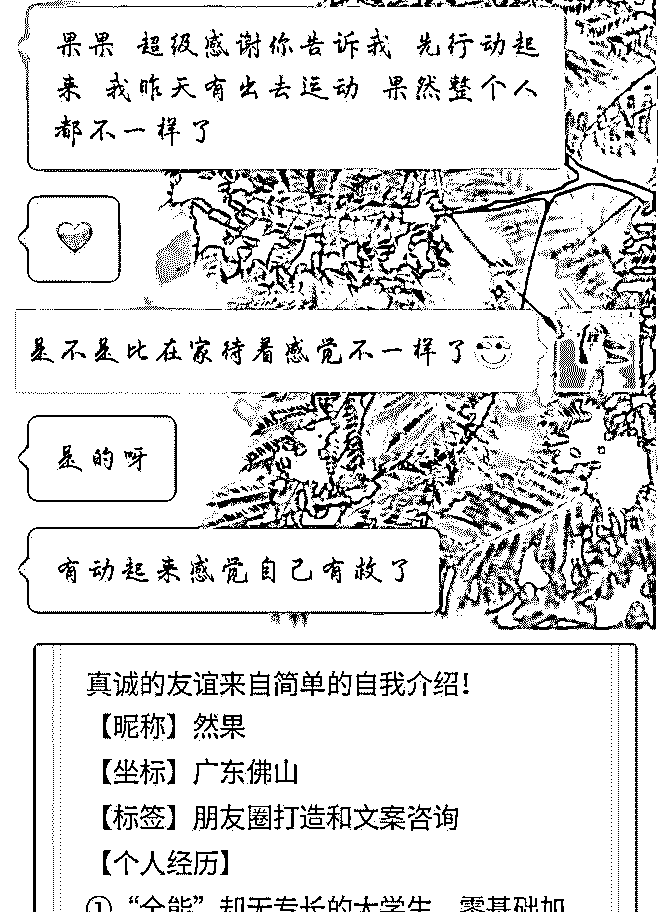 果果 超级感谢你告诉我 先行动起
来 我昨天有出去运动 果然整个人
都不一样了
是不是比在家待着感觉不一样了
是的呀
有动起来感觉自己有救了
真诚的友谊来自简单的自我介绍！
【昵称】然果
【坐标】广东佛山
【标签】朋友圈打造和文案咨询
【个人经历】
①“全能”却无专长的大学生，零基础加